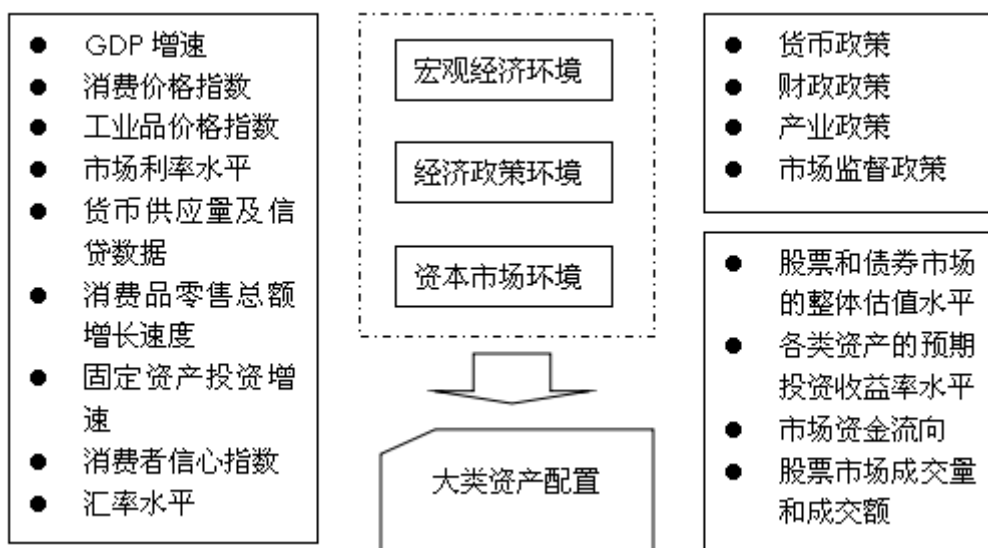 ● GDP 增速
● 消费价格指数
● 工业品价格指数
● 市场利率水平
● 货币供应量及信
贷数据
● 消费品零售总额
增长速度
● 固定资产投资增
速
● 消费者信心指数
● 汇率水平
宏观经济环境
经济政策环境
资本市场环境
大类资产配置
● 货币政策
● 财政政策
● 产业政策
● 市场监督政策
● 股票和债券市场
的整体估值水平
● 各类资产的预期
投资收益率水平
● 市场资金流向
● 股票市场成交量
和成交额